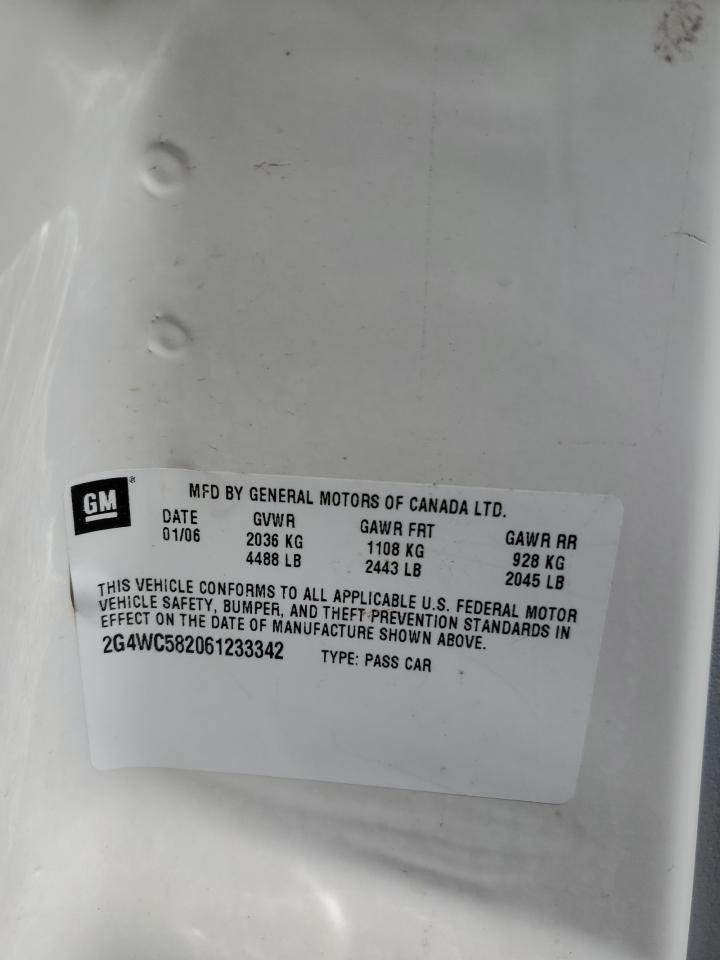 GM®
MFD BY GENERAL MOTORS OF CANADA LTD.
DATE GVWR GAWR FRT GAWR RR
01/06 2036 KG 1108 KG 928 KG
4488 LB 2443 LB 2045 LB
THIS VEHICLE CONFORMS TO ALL APPLICABLE U.S. FEDERAL MOTOR
VEHICLE SAFETY, BUMPER, AND THEFT PREVENTION STANDARDS IN
EFFECT ON THE DATE OF MANUFACTURE SHOWN ABOVE.
2G4WC582061233342 TYPE: PASS CAR